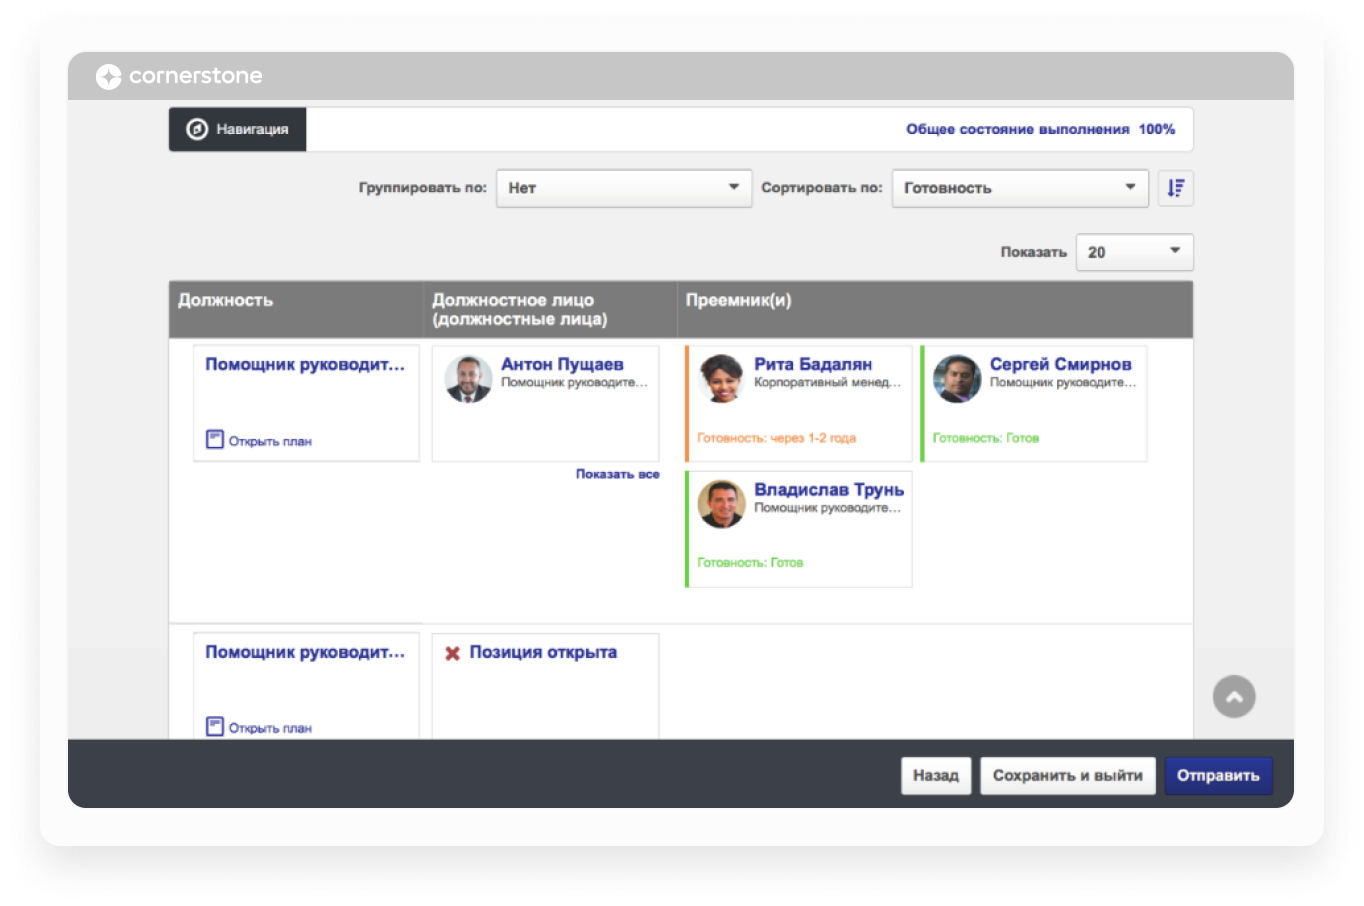 cornerstone
Навигация
Общее состояние выполнения 100%
Группировать по: Нет Сортировать по: Готовность
Показать 20
Должность
Должностное лицо
(должностные лица)
Преемник(и)
Помощник руководит...
Открыть план
Антон Пущаев
Помощник руководите...
Показать все
Рита Бадалян
Корпоративный менед...
Готовность: через 1-2 года
Сергей Смирнов
Помощник руководите...
Готовность: Готов
Владислав Трунь
Помощник руководите...
Готовность: Готов
Помощник руководит...
Открыть план
Позиция открыта
Назад Сохранить и выйти Отправить